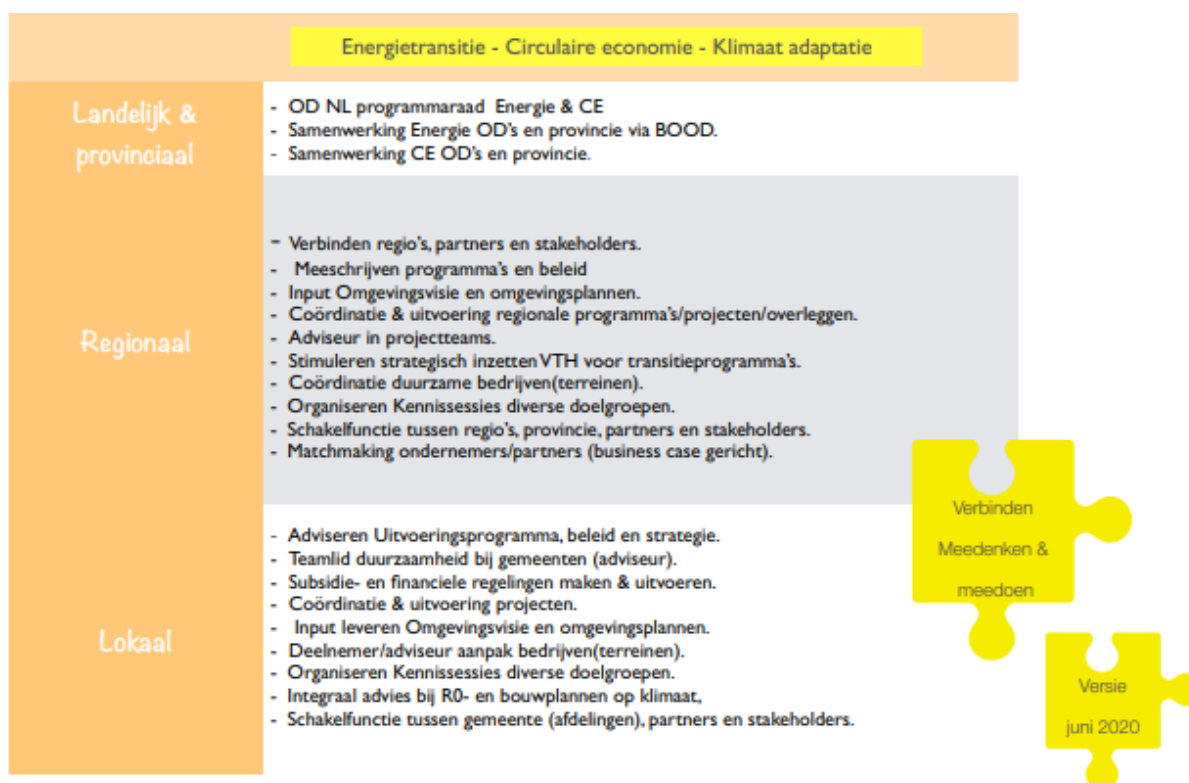 Energietransitie - Circulaire economie - Klimaat adaptatie
Landelijk &
provinciaal
- OD NL programmaraad Energie & CE
- Samenwerking Energie OD's en provincie via BOOD.
- Samenwerking CE OD's en provincie.
Regionaal
- Verbinden regio's, partners en stakeholders.
- Meeschrijven programma's en beleid
- Input Omgevingsvisie en omgevingsplannen.
- Coördinatie & uitvoering regionale programma's/projecten/overleggen.
- Adviseur in projectteams.
- Stimuleren strategisch inzetten VTH voor transitieprogramma's.
- Coördinatie duurzame bedrijven(terreinen).
- Organiseren Kennissessies diverse doelgroepen.
- Schakelfunctie tussen regio's, provincie, partners en stakeholders.
- Matchmaking ondernemers/partners (business case gericht).
Verbinden
Meedenken &
meedoen
Lokaal
- Adviseren Uitvoeringsprogramma, beleid en strategie.
- Teamlid duurzaamheid bij gemeenten (adviseur).
- Subsidie- en financiele regelingen maken & uitvoeren.
- Coördinatie & uitvoering projecten.
- Input leveren Omgevingsvisie en omgevingsplannen.
- Deelnemer/adviseur aanpak bedrijven(terreinen).
- Organiseren Kennissessies diverse doelgroepen.
- Integraal advies bij R0- en bouwplannen op klimaat,
- Schakelfunctie tussen gemeente (afdelingen), partners en stakeholders.
Versie
juni 2020